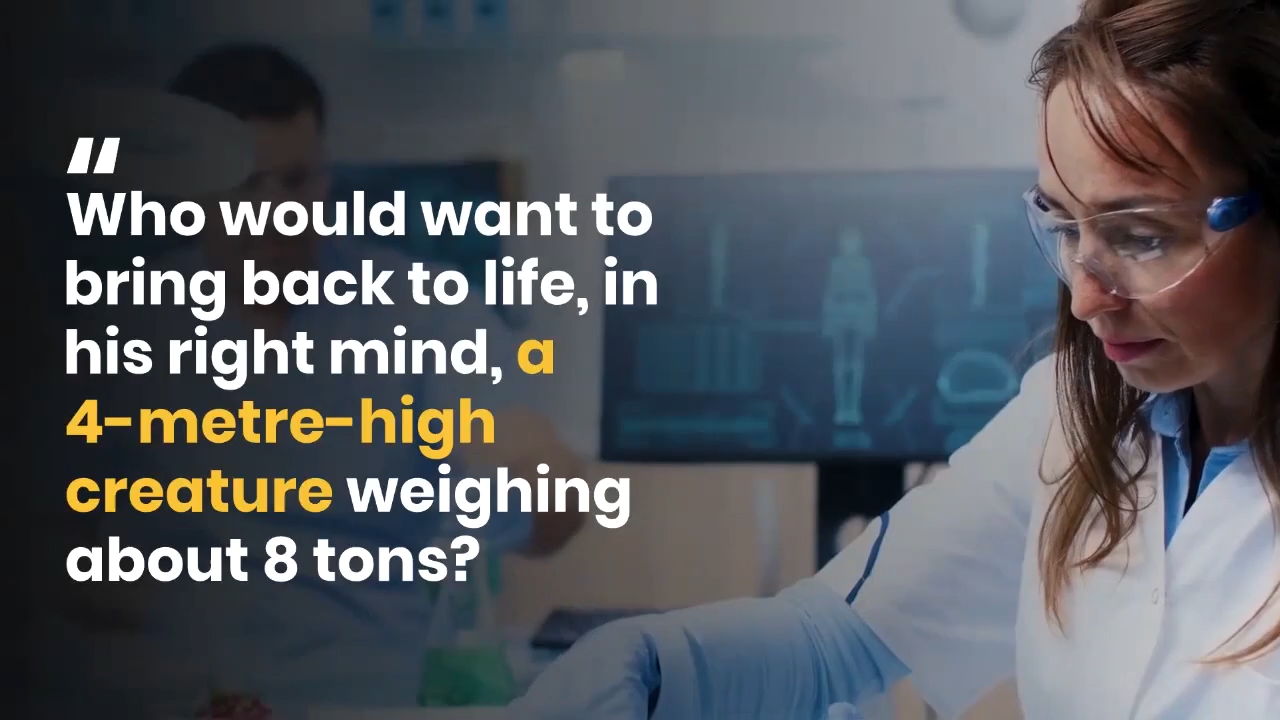 “
Who would want to
bring back to life, in
his right mind, a
4-metre-high
creature weighing
about 8 tons?